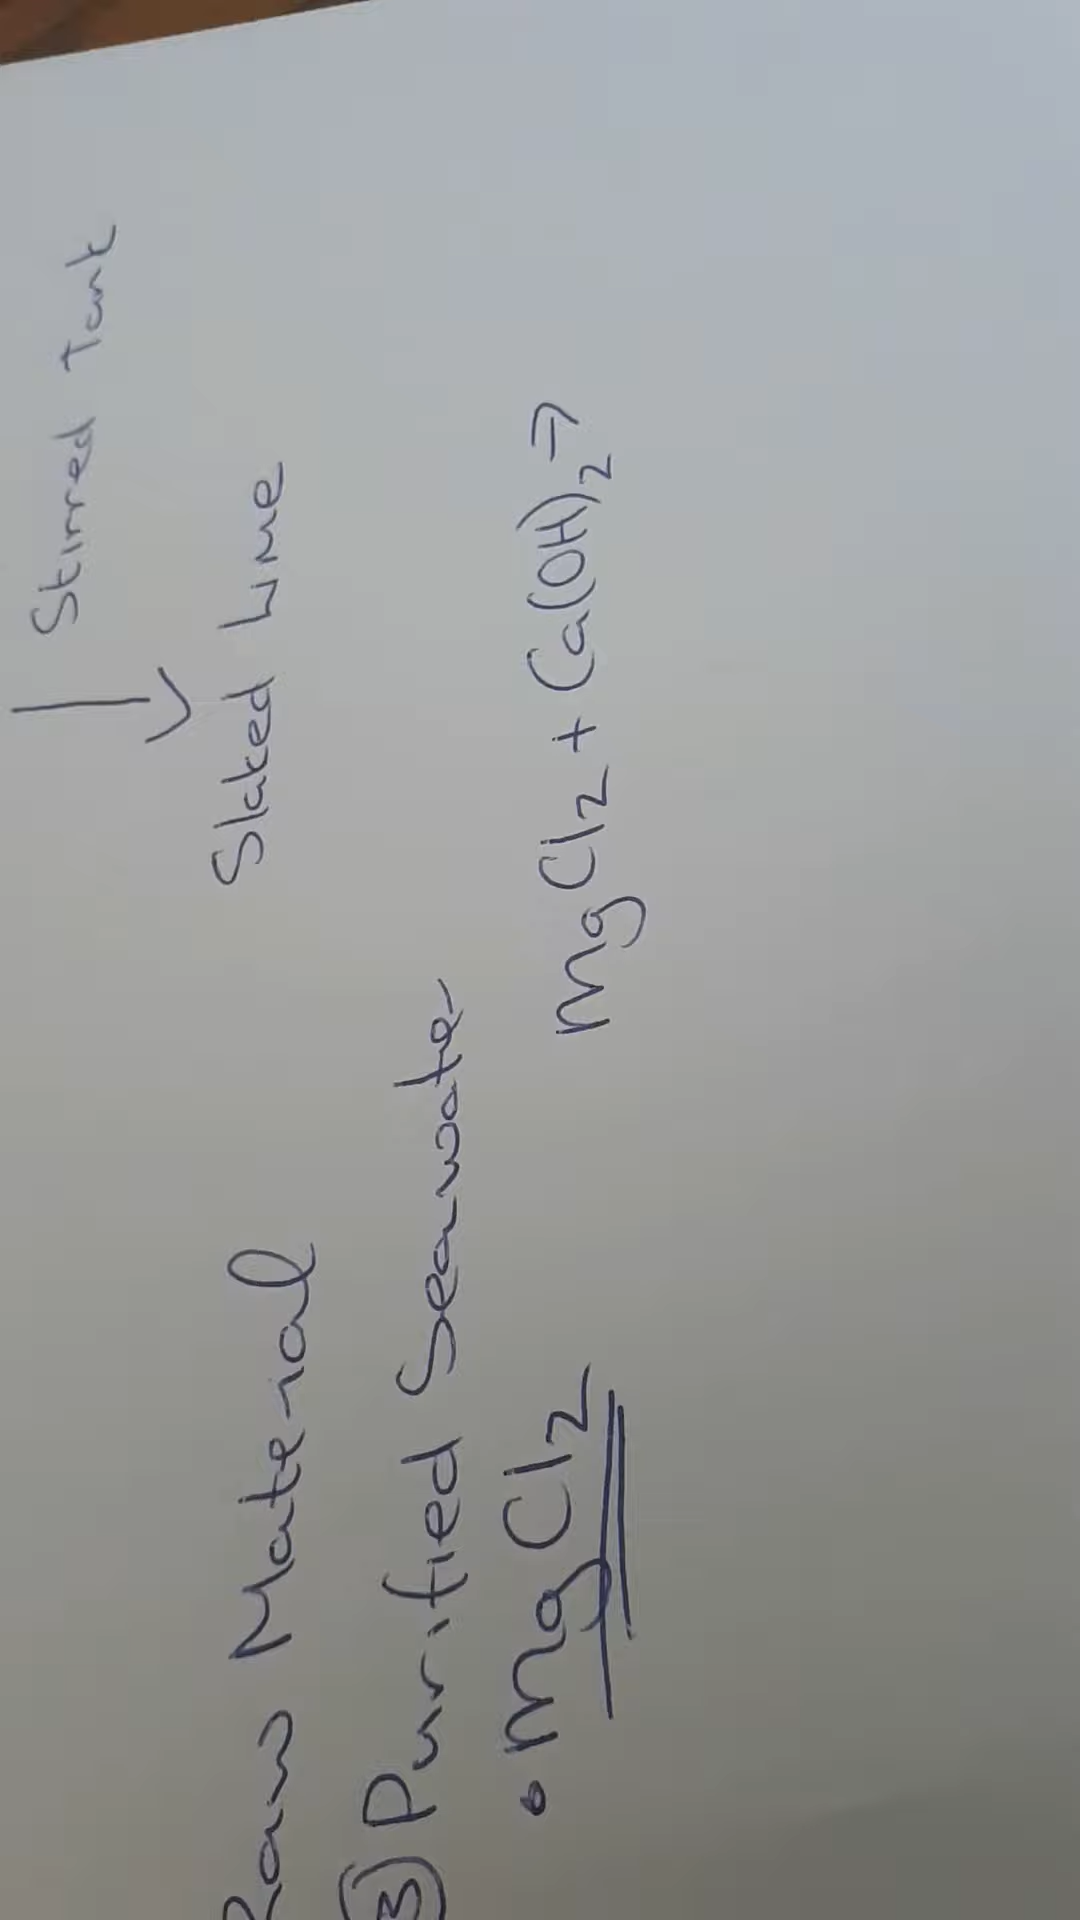 Stirred Tank
Slaked Lime
Raw Material
③ Purified Seawater
• MgCl2
MgCl2 + Ca(OH)2 →